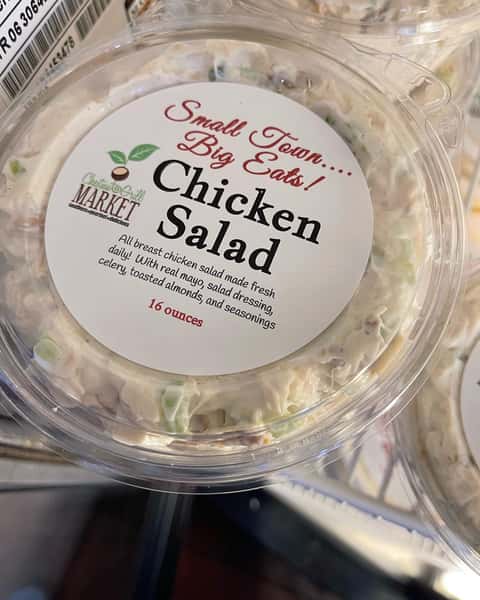 Small Town....
Big Eats!
Chicken
Salad
MARKET
All breast chicken salad made fresh
daily! With real mayo, salad dressing,
celery, toasted almonds, and seasonings
16 ounces